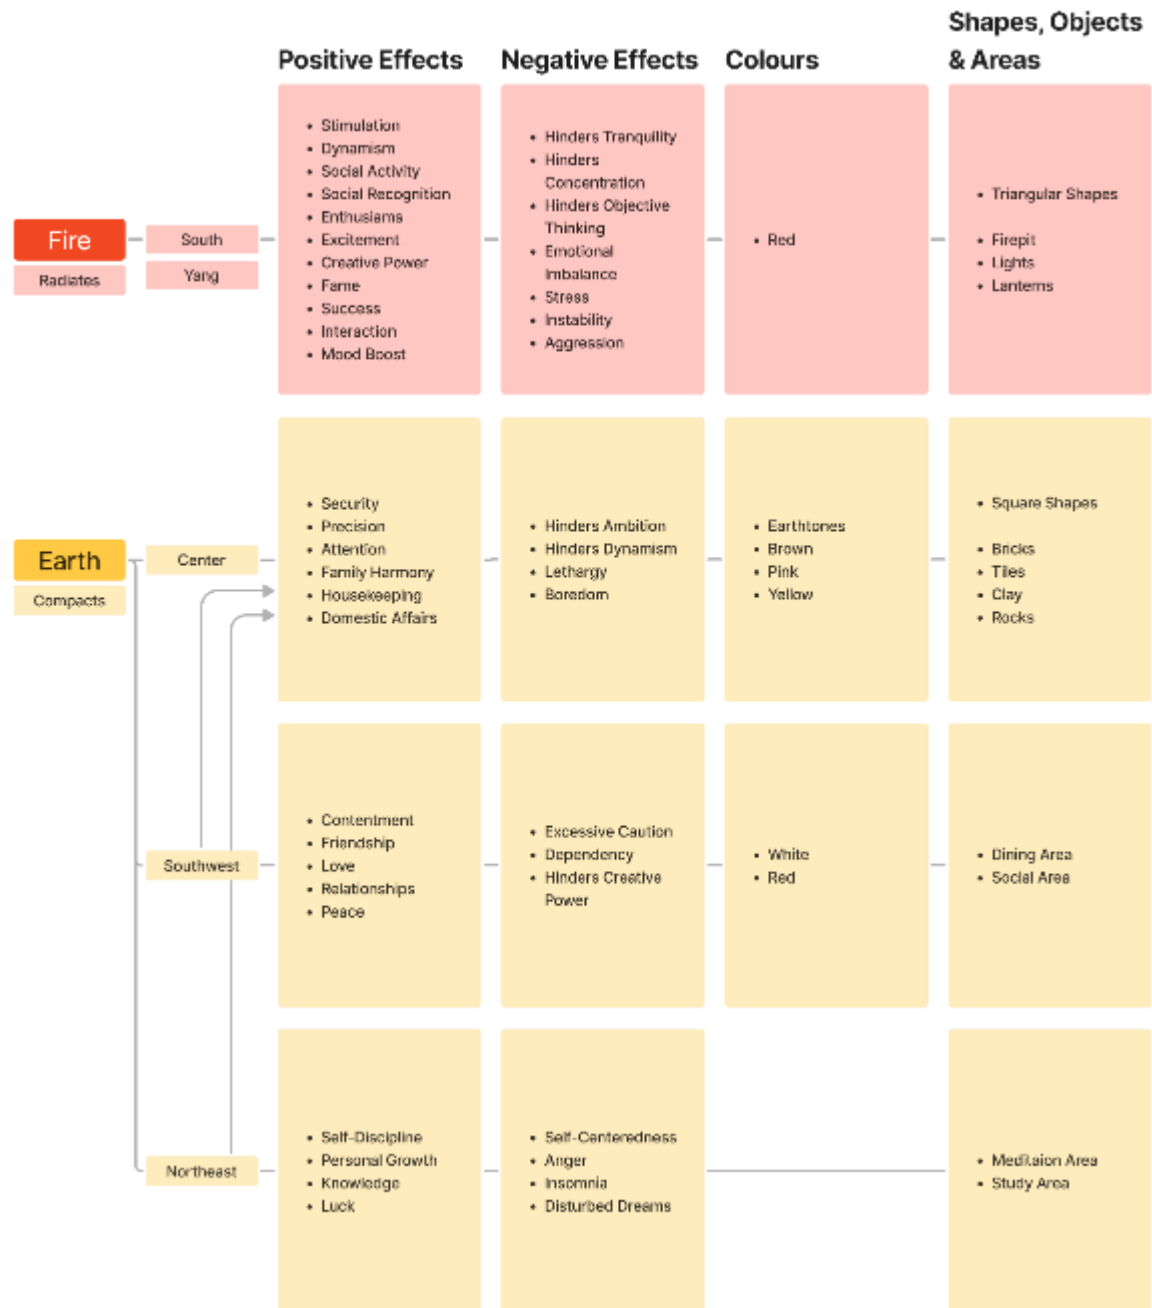 Positive Effects
Negative Effects
Colours
Shapes, Objects
& Areas
Fire
Radiates
South
Yang
Stimulation
Dynamism
Social Activity
Social Recognition
Enthusiams
Excitement
Creative Power
Fame
Success
Interaction
Mood Boost
Hinders Tranquility
Hinders
Concentration
Hinders Objective
Thinking
Emotional
Imbalance
Stress
Instability
Aggression
Red
Triangular Shapes
Firepit
Lights
Lanterns
Earth
Compacts
Center
Security
Precision
Attention
Family Harmony
Housekeeping
Domestic Affairs
Hinders Ambition
Hinders Dynamism
Lethargy
Boredom
Earthtones
Brown
Pink
Yellow
Square Shapes
Bricks
Tiles
Clay
Rocks
Southwest
Contentment
Friendship
Love
Relationships
Peace
Excessive Caution
Dependency
Hinders Creative
Power
White
Red
Dining Area
Social Area
Northeast
Self-Discipline
Personal Growth
Knowledge
Luck
Self-Centeredness
Anger
Insomnia
Disturbed Dreams
Meditaion Area
Study Area